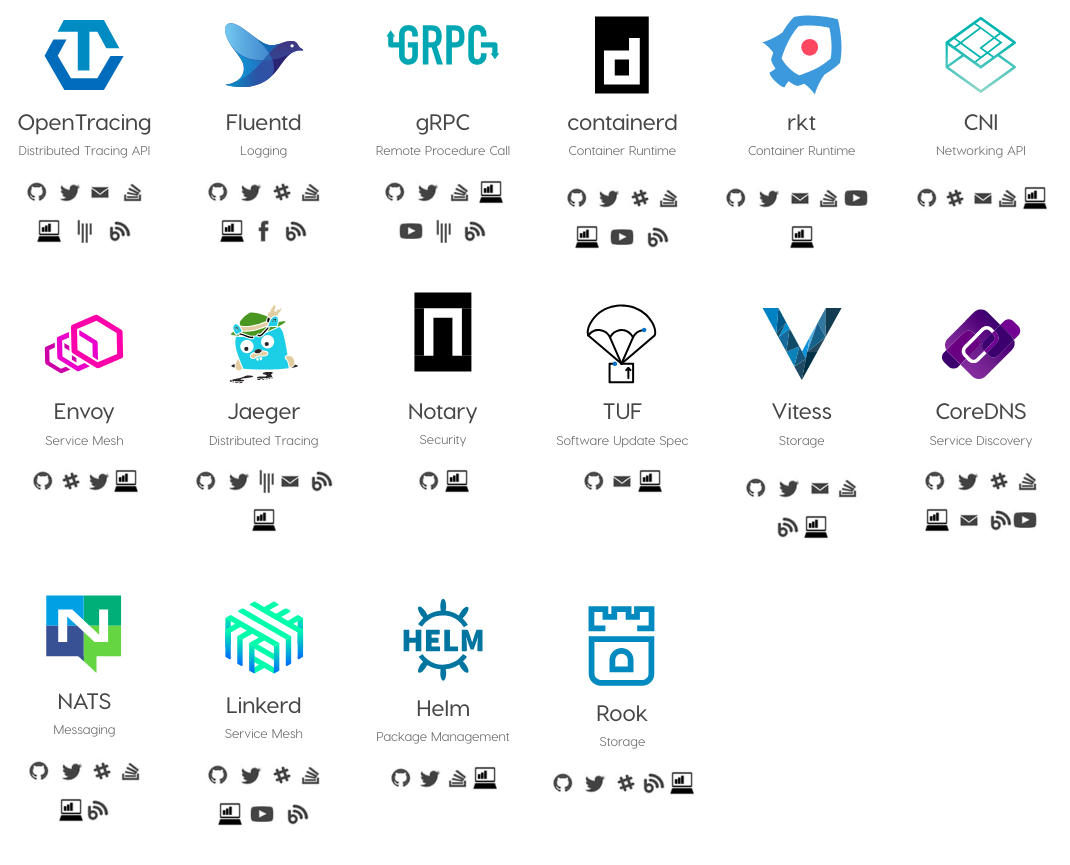 GRPC
d
OpenTracing
Fluentd
gRPC
containerd
rkt
CNI
Distributed Tracing API
Logging
Remote Procedure Call
Container Runtime
Container Runtime
Networking API
n
Envoy
Jaeger
Notary
TUF
Vitess
CoreDNS
Service Mesh
Distributed Tracing
Security
Software Update Spec
Storage
Service Discovery
N
HELM
D
NATS
Linkerd
Helm
Rook
Messaging
Service Mesh
Package Management
Storage